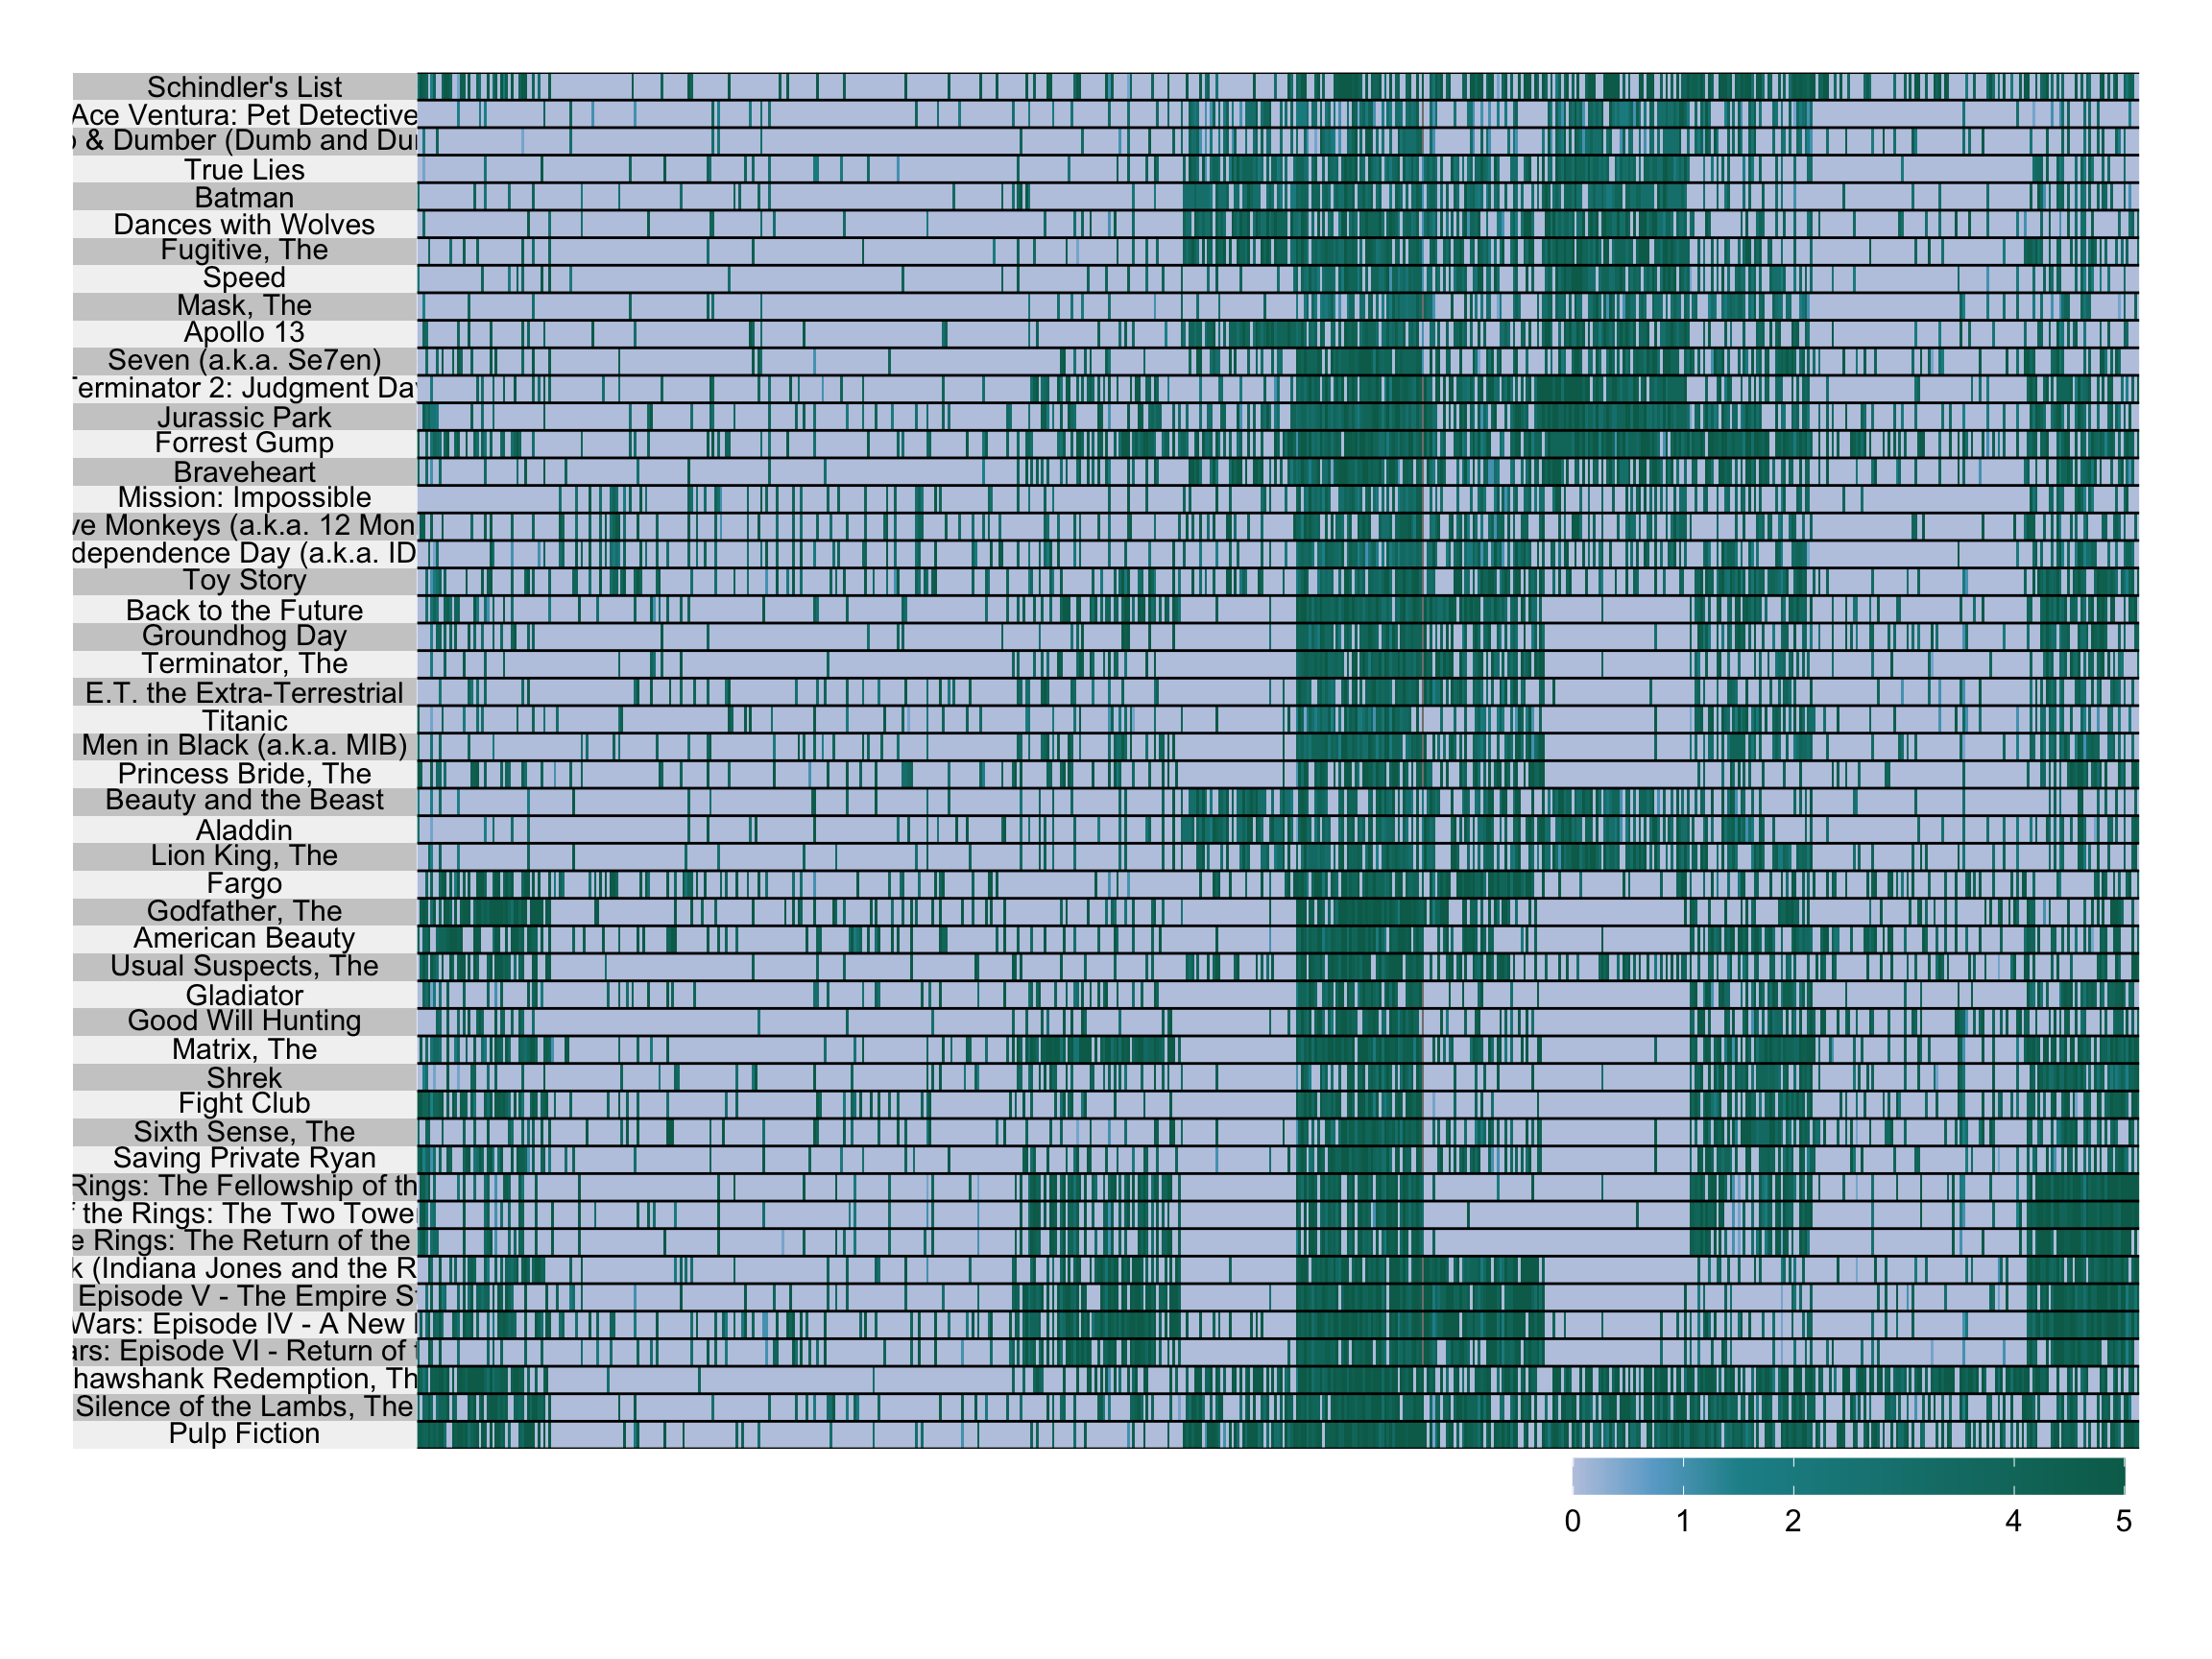 Schindler's List
Ace Ventura: Pet Detective
& Dumber (Dumb and Du
True Lies
Batman
Dances with Wolves
Fugitive, The
Speed
Mask, The
Apollo 13
Seven (a.k.a. Se7en)
erminator 2: Judgment Day
Jurassic Park
Forrest Gump
Braveheart
Mission: Impossible
ve Monkeys (a.k.a. 12 Mon
dependence Day (a.k.a. ID
Toy Story
Back to the Future
Groundhog Day
Terminator, The
E.T. the Extra-Terrestrial
Titanic
Men in Black (a.k.a. MIB)
Princess Bride, The
Beauty and the Beast
Aladdin
Lion King, The
Fargo
Godfather, The
American Beauty
Usual Suspects, The
Gladiator
Good Will Hunting
Matrix, The
Shrek
Fight Club
Sixth Sense, The
Saving Private Ryan
Rings: The Fellowship of th
f the Rings: The Two Towe
e Rings: The Return of the
k (Indiana Jones and the R
Episode V - The Empire S
Wars: Episode IV - A New
ars: Episode VI - Return of t
hawshank Redemption, Th
Silence of the Lambs, The
Pulp Fiction
0 1 2 4 5